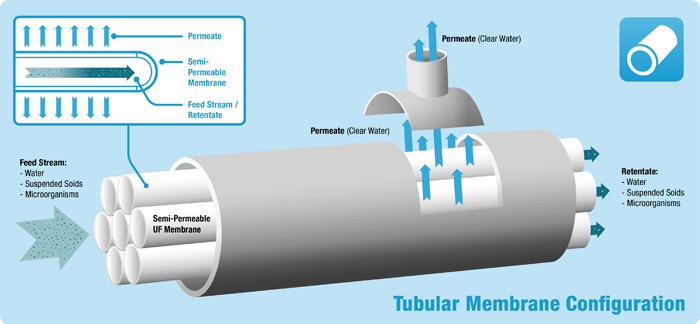 Permeate
Semi-
Permeable
Membrane
Feed Stream /
Retentate
Permeate (Clear Water)
Permeate (Clear Water)
Feed Stream:
- Water
- Suspended Soids
- Microorganisms
Semi-Permeable
UF Membrane
Retentate:
- Water
- Suspended Soids
- Microorganisms
Tubular Membrane Configuration